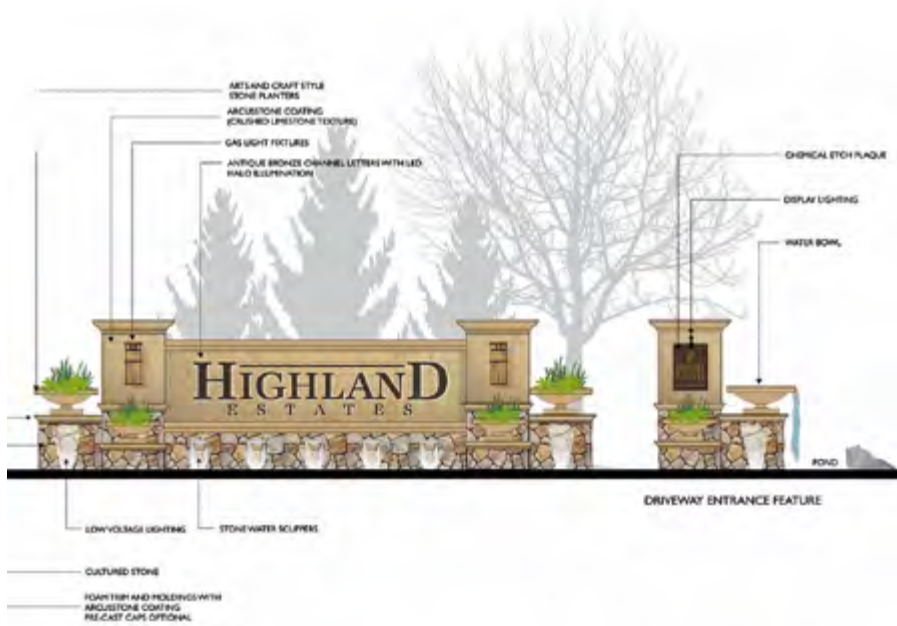 ARTS AND CRAFT STYLE
STONE PLANTERS
ARCUSSTONE COATING
(CRUSHED LIMESTONE TEXTURE)
GAS LIGHT FIXTURES
ANTIQUE BRONZE CHANNEL LETTERS WITH LED
HALO ILLUMINATION
CHEMICAL ETCH PLAQUE
DISPLAY LIGHTING
WATER BOWL
HIGHLAND
ESTATES
POND
DRIVEWAY ENTRANCE FEATURE
LOW VOLTAGE LIGHTING
STONE WATER SCUPPERS
CULTURED STONE
FOAM TRIM AND MOLDINGS WITH
ARCUSSTONE COATING
PRE-CAST CAPS OPTIONAL